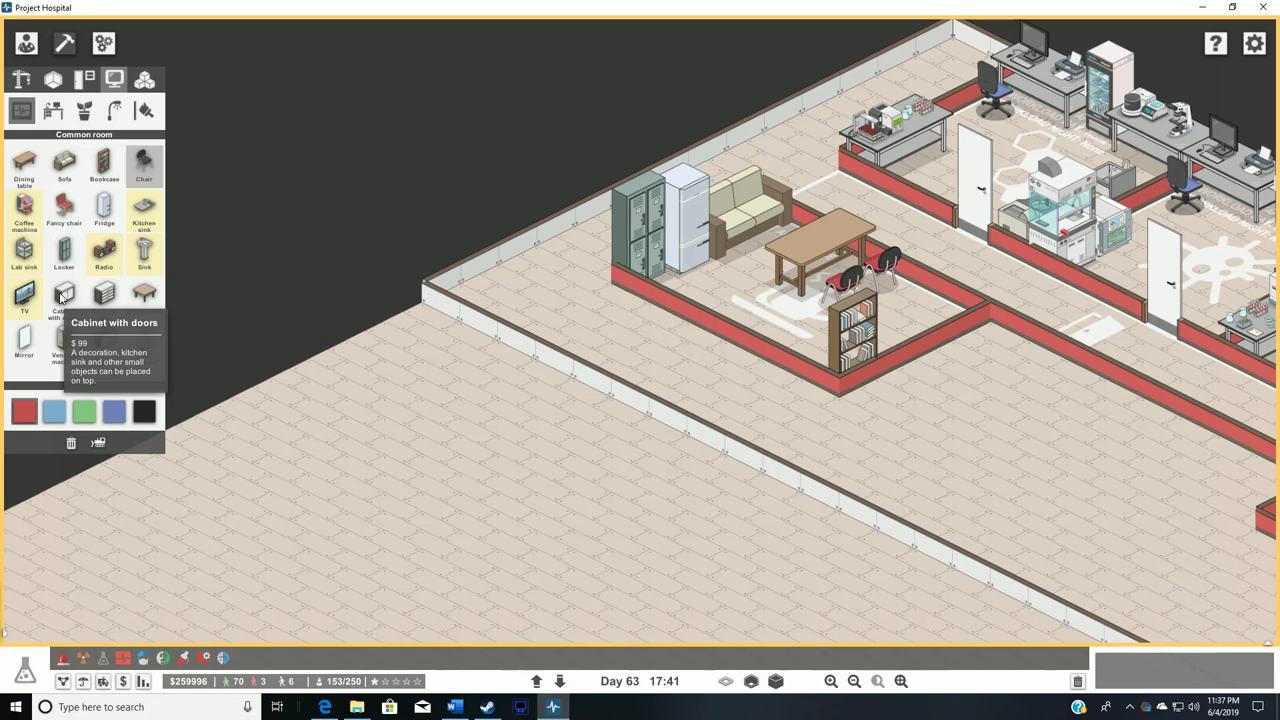 Project Hospital
Common room
Dining table
Sofa
Bookcase
Chair
Coffee machine
Fancy chair
Fridge
Kitchen sink
Lab sink
Locker
Radio
Sink
TV
Mirror
Cabinet with doors
$ 99
A decoration, kitchen
sink and other small
objects can be placed
on top.
$259996
70
3
6
153/250
Day 63 17:41
Type here to search
11:37 PM
6/4/2019